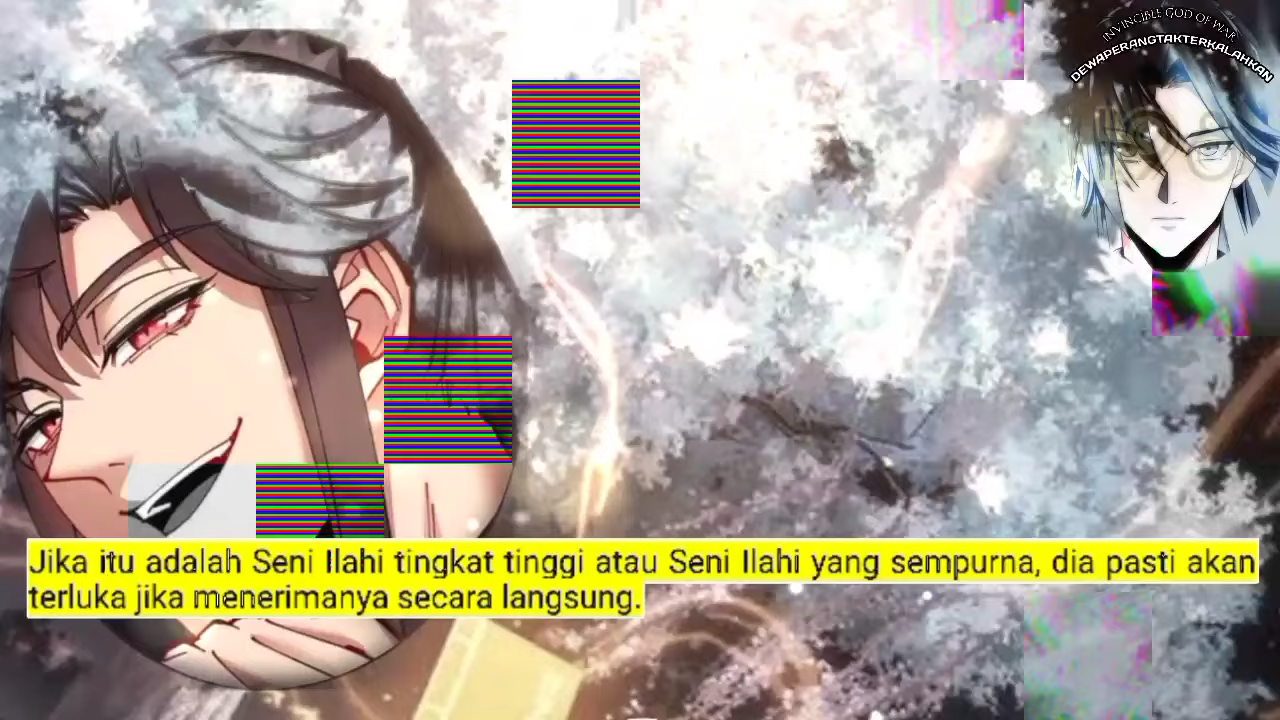 INVINCIBLE GOD OF WAR
DEWAPERANGTAKTERKALAHKAN
Jika itu adalah Seni Ilahi tingkat tinggi atau Seni Ilahi yang sempurna, dia pasti akan
terluka jika menerimanya secara langsung.